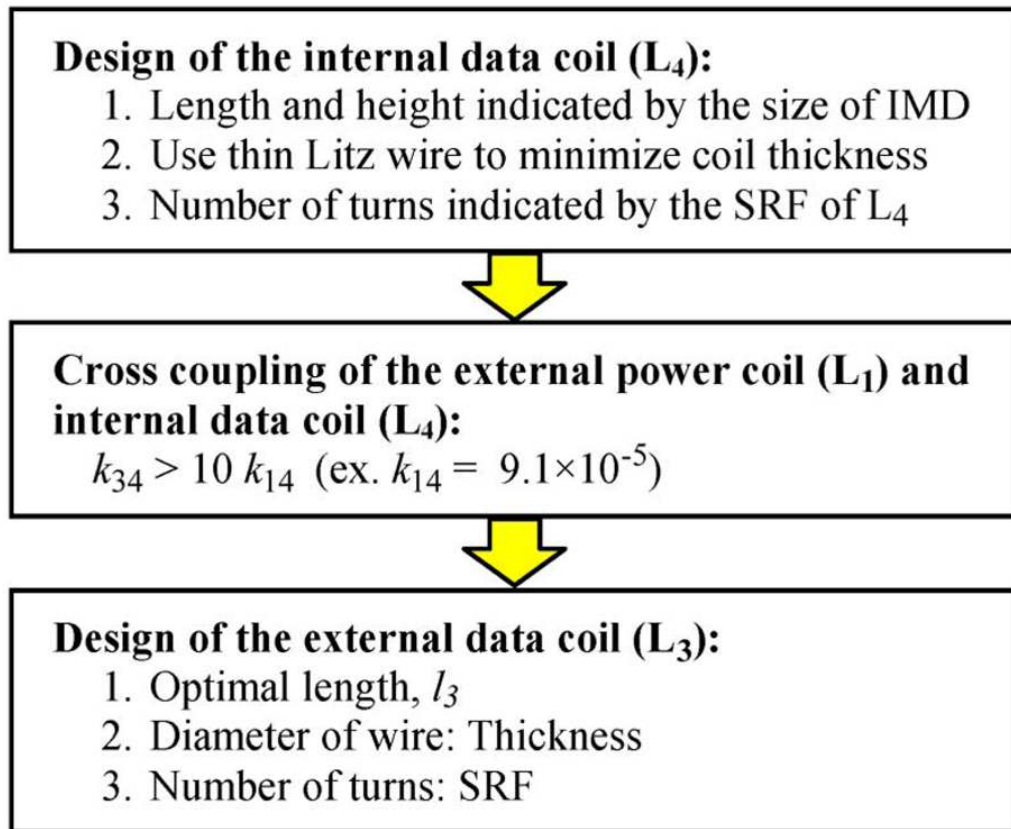 Design of the internal data coil (L₄):
1. Length and height indicated by the size of IMD
2. Use thin Litz wire to minimize coil thickness
3. Number of turns indicated by the SRF of L₄
Cross coupling of the external power coil (L₁) and
internal data coil (L₄):
k₃₄ > 10 k₁₄ (ex. k₁₄ = 9.1×10⁻⁵)
Design of the external data coil (L₃):
1. Optimal length, l₃
2. Diameter of wire: Thickness
3. Number of turns: SRF